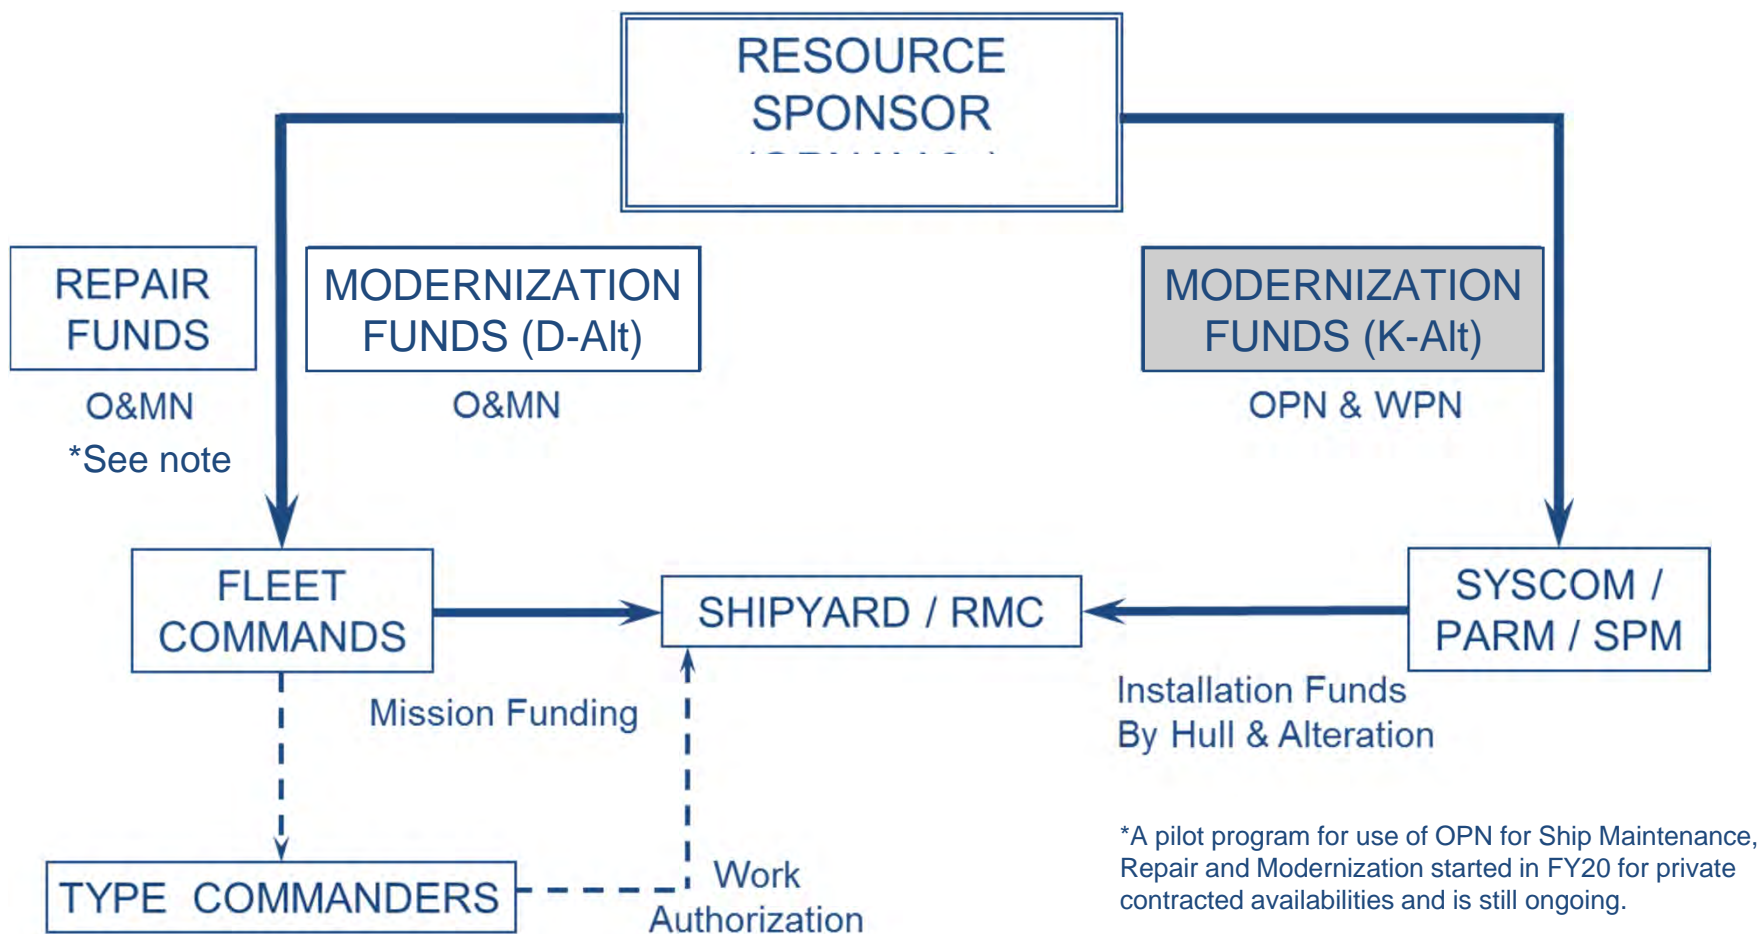 RESOURCE
SPONSOR
REPAIR
FUNDS
O&MN
*See note
MODERNIZATION
FUNDS (D-Alt)
O&MN
MODERNIZATION
FUNDS (K-Alt)
OPN & WPN
FLEET
COMMANDS
SHIPYARD / RMC
SYSCOM /
PARM / SPM
Mission Funding
Installation Funds
By Hull & Alteration
TYPE COMMANDERS
Work
Authorization
*A pilot program for use of OPN for Ship Maintenance,
Repair and Modernization started in FY20 for private
contracted availabilities and is still ongoing.